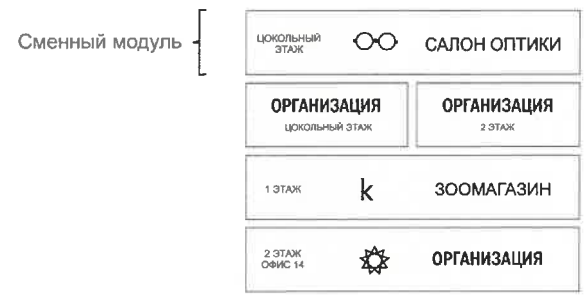 Сменный модуль
ЦОКОЛЬНЫЙ
ЭТАЖ
САЛОН ОПТИКИ
ОРГАНИЗАЦИЯ
ЦОКОЛЬНЫЙ ЭТАЖ
ОРГАНИЗАЦИЯ
2 ЭТАЖ
1 ЭТАЖ
k
ЗООМАГАЗИН
2 ЭТАЖ
ОФИС 14
ОРГАНИЗАЦИЯ